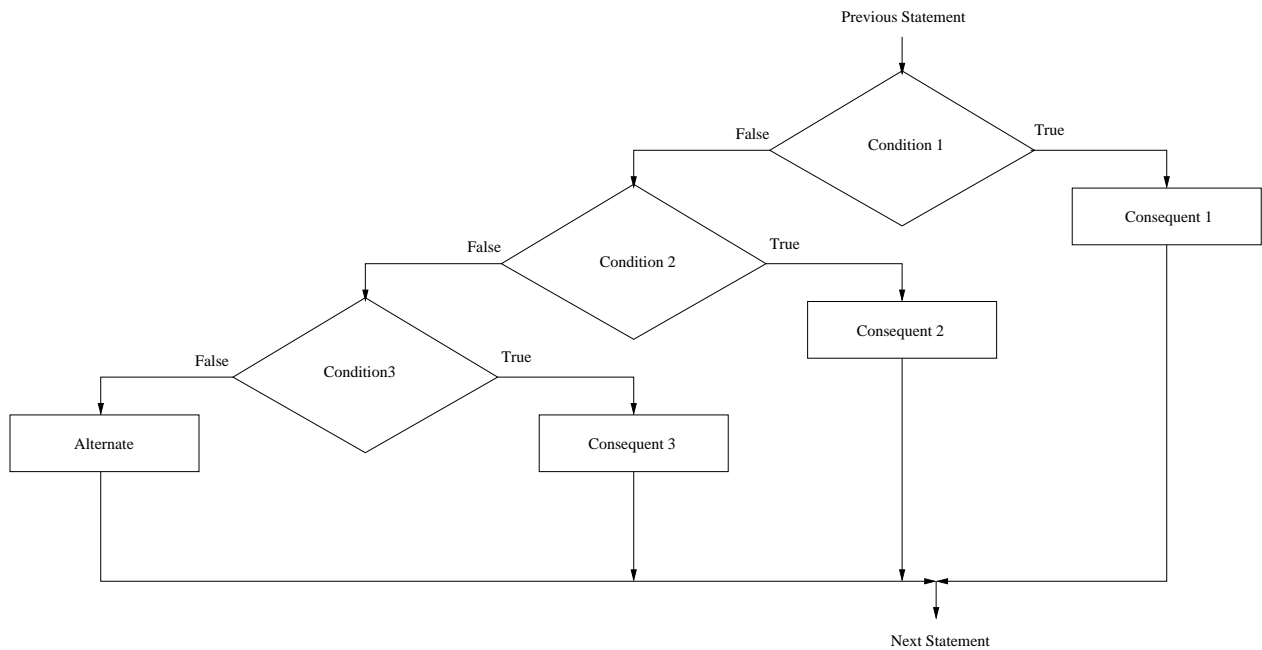 Previous Statement
False
True
Condition 1
Consequent 1
False
True
Condition 2
Consequent 2
False
True
Condition3
Alternate
Consequent 3
Next Statement